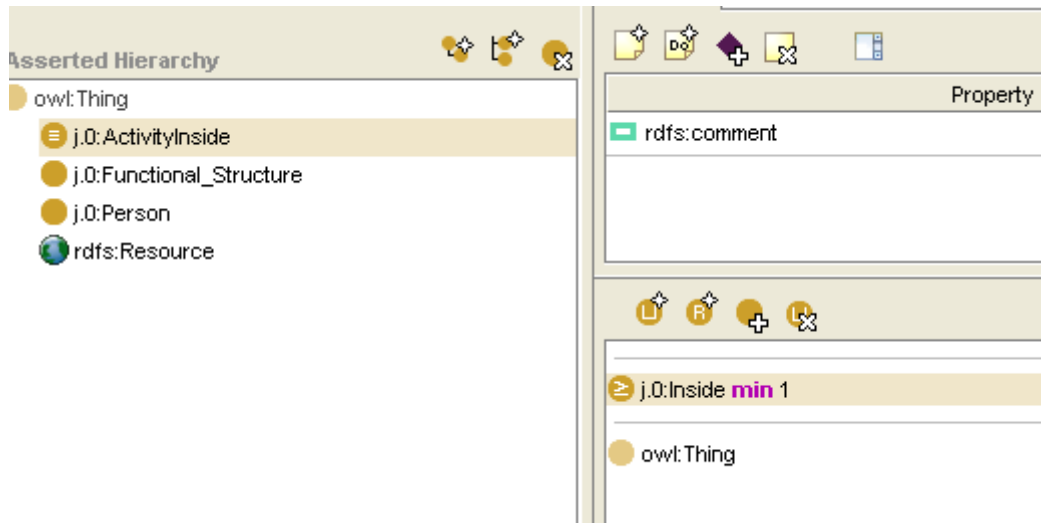 Asserted Hierarchy
owl:Thing
j.0:ActivityInside
j.0:Functional_Structure
j.0:Person
rdfs:Resource
Property
rdfs:comment
j.0:Inside min 1
owl:Thing